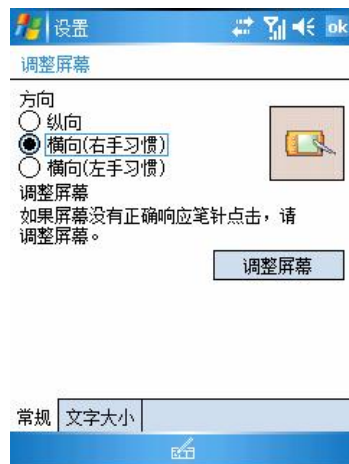 设置
ok
调整屏幕
方向
纵向
横向(右手习惯)
横向(左手习惯)
调整屏幕
如果屏幕没有正确响应笔针点击，请
调整屏幕。
调整屏幕
常规 文字大小